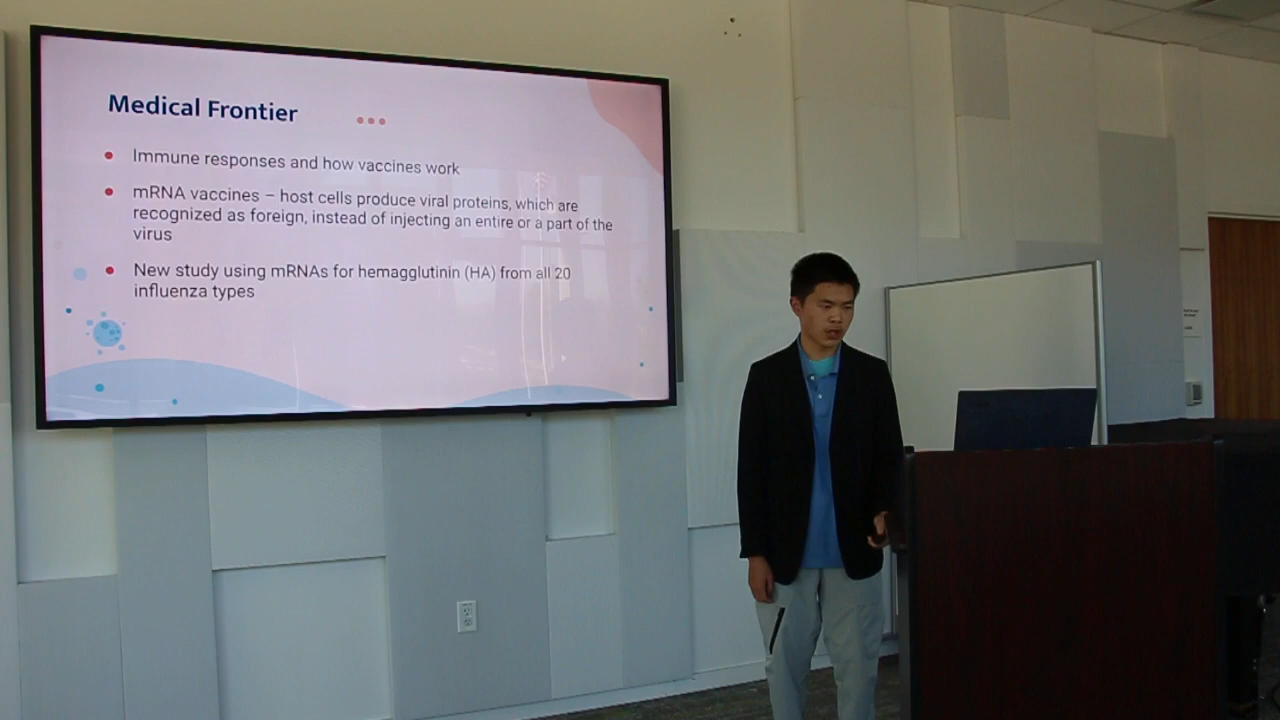 Medical Frontier
Immune responses and how vaccines work
mRNA vaccines – host cells produce viral proteins, which are
recognized as foreign, instead of injecting an entire or a part of the
virus
New study using mRNAs for hemagglutinin (HA) from all 20
influenza types